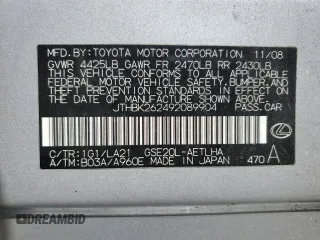 MFD.BY:TOYOTA MOTOR CORPORATION 11/08
GVWR 4425LB GAWR FR 2470LB RR 2430LB
THIS VEHICLE CONFORMS TO ALL APPLICABLE
FEDERAL MOTOR VEHICLE SAFETY, BUMPER, AND
THEFT PREVENTION STANDARDS IN EFFECT ON
THE DATE OF MANUFACTURE SHOWN ABOVE.
JTHBK262492089904 PASS.CAR
C/TR:1G1/LA21 GSE20L-AETLHA
A/TM:B03A/A960E MADE IN JAPAN 470 A
AUTOBIDMASTER